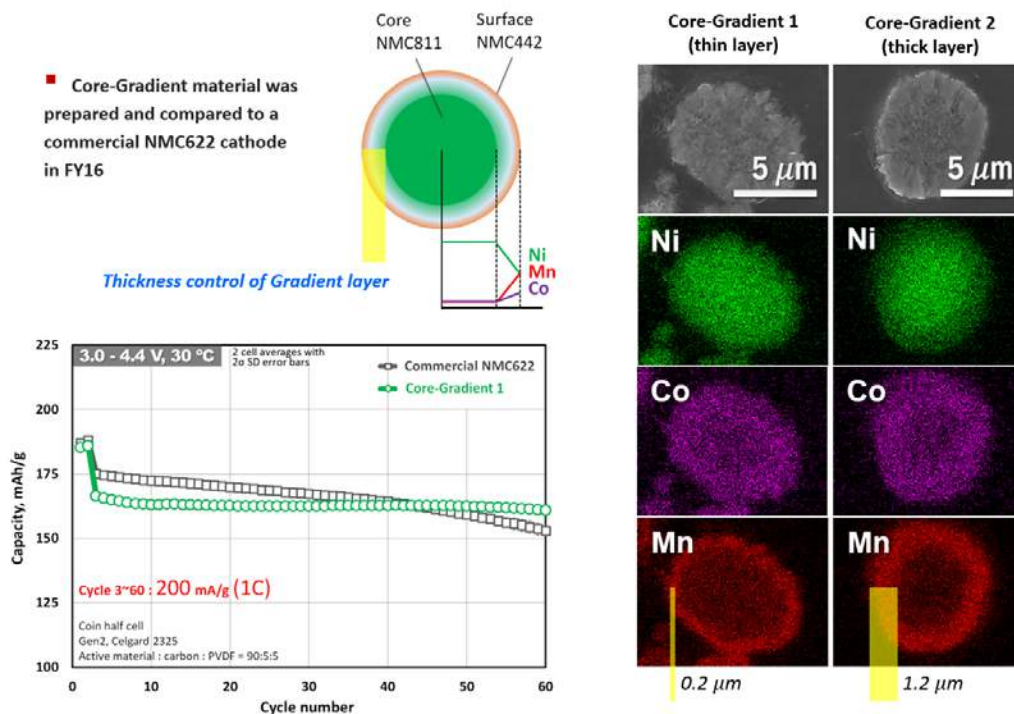 Core-Gradient material was
prepared and compared to a
commercial NMC622 cathode
in FY16
Core
NMC811
Surface
NMC442
Ni
Mn
Co
Thickness control of Gradient layer
3.0 - 4.4 V, 30 °C
2 cell averages with
2σ SD error bars
Commercial NMC622
Core-Gradient 1
Capacity, mAh/g
225
200
175
150
125
100
Cycle 3~60 : 200 mA/g (1C)
Coin half cell
Gen2, Celgard 2325
Active material : carbon : PVDF = 90:5:5
0 10 20 30 40 50 60
Cycle number
Core-Gradient 1
(thin layer)
Core-Gradient 2
(thick layer)
5 μm
5 μm
Ni
Ni
Co
Co
Mn
Mn
0.2 μm
1.2 μm